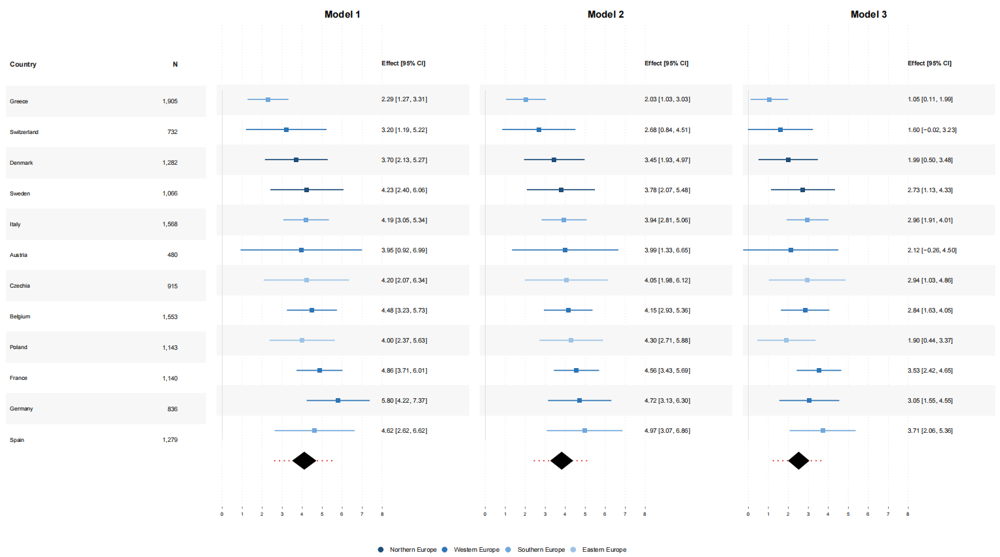 Model 1 Model 2 Model 3
Country N Effect [95% CI] Effect [95% CI] Effect [95% CI]
Greece 1,905 2.29 [1.27, 3.31] 2.03 [1.03, 3.03] 1.05 [0.11, 1.99]
Switzerland 732 3.20 [1.19, 5.22] 2.68 [0.84, 4.51] 1.60 [−0.02, 3.23]
Denmark 1,282 3.70 [2.13, 5.27] 3.45 [1.93, 4.97] 1.99 [0.50, 3.48]
Sweden 1,066 4.23 [2.40, 6.06] 3.78 [2.07, 5.48] 2.73 [1.13, 4.33]
Italy 1,568 4.19 [3.05, 5.34] 3.94 [2.81, 5.06] 2.96 [1.91, 4.01]
Austria 480 3.95 [0.92, 6.99] 3.99 [1.33, 6.65] 2.12 [−0.26, 4.50]
Czechia 915 4.20 [2.07, 6.34] 4.05 [1.98, 6.12] 2.94 [1.03, 4.86]
Belgium 1,553 4.48 [3.23, 5.73] 4.15 [2.93, 5.36] 2.84 [1.63, 4.05]
Poland 1,143 4.00 [2.37, 5.63] 4.30 [2.71, 5.88] 1.90 [0.44, 3.37]
France 1,140 4.86 [3.71, 6.01] 4.56 [3.43, 5.69] 3.53 [2.42, 4.65]
Germany 836 5.80 [4.22, 7.37] 4.72 [3.13, 6.30] 3.05 [1.55, 4.55]
Spain 1,279 4.62 [2.62, 6.62] 4.97 [3.07, 6.86] 3.71 [2.06, 5.36]
0 1 2 3 4 5 6 7 8 0 1 2 3 4 5 6 7 8 0 1 2 3 4 5 6 7 8
Northern Europe Western Europe Southern Europe Eastern Europe